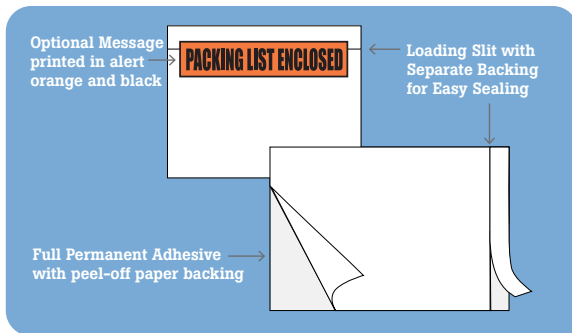 Optional Message
printed in alert
orange and black
PACKING LIST ENCLOSED
Loading Slit with
Separate Backing
for Easy Sealing
Full Permanent Adhesive
with peel-off paper backing